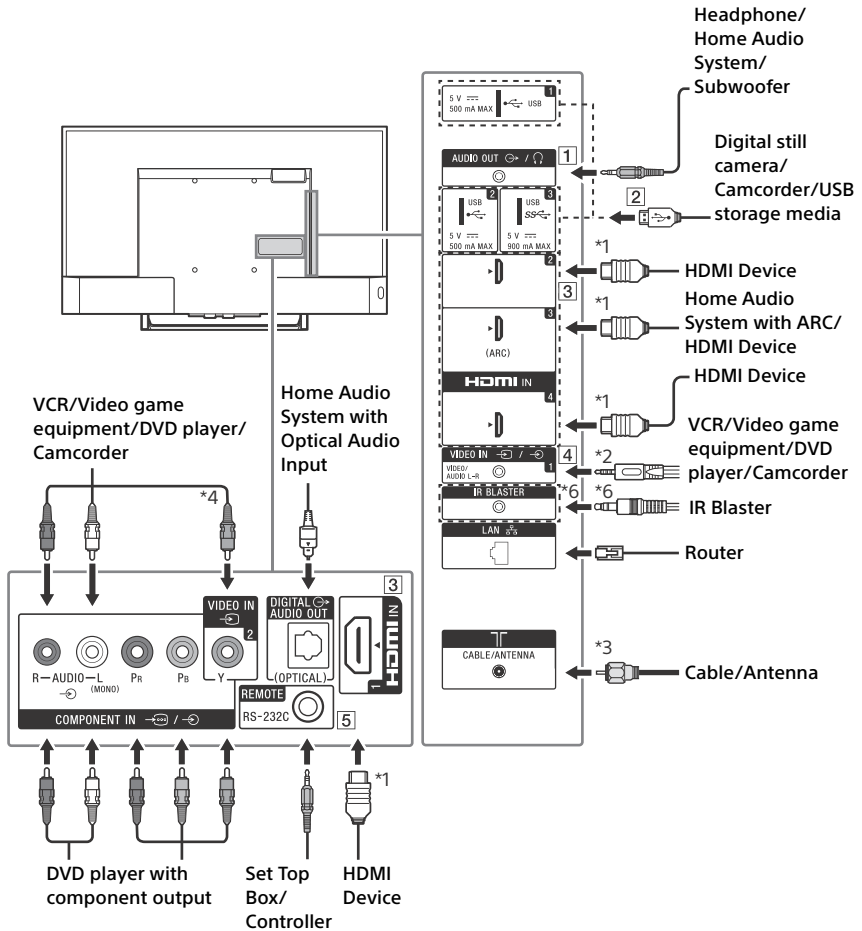 Headphone/
Home Audio
System/
Subwoofer
1
5 V
500 mA MAX
USB
Digital still
camera/
Camcorder/USB
storage media
AUDIO OUT /
1
2
USB
2
5 V
500 mA MAX
USB
3
SS
5 V
900 mA MAX
*1
2
HDMI Device
3
*1
3
(ARC)
Home Audio
System with ARC/
HDMI Device
HDMI IN
HDMI Device
*1
4
VCR/Video game
equipment/DVD
player/Camcorder
VIDEO IN /
4
*2
VIDEO/
AUDIO L-R
1
IR BLASTER
*6
*6
IR Blaster
LAN
Router
CABLE/ANTENNA
*3
Cable/Antenna
VCR/Video game
equipment/DVD player/
Camcorder
Home Audio
System with
Optical Audio
Input
*4
VIDEO IN
2
DIGITAL
AUDIO OUT
(OPTICAL)
3
HDMI IN
1
R—AUDIO—L
(MONO)
PR
PB
Y
COMPONENT IN /
REMOTE
RS-232C
5
*1
DVD player with
component output
Set Top
Box/
Controller
HDMI
Device